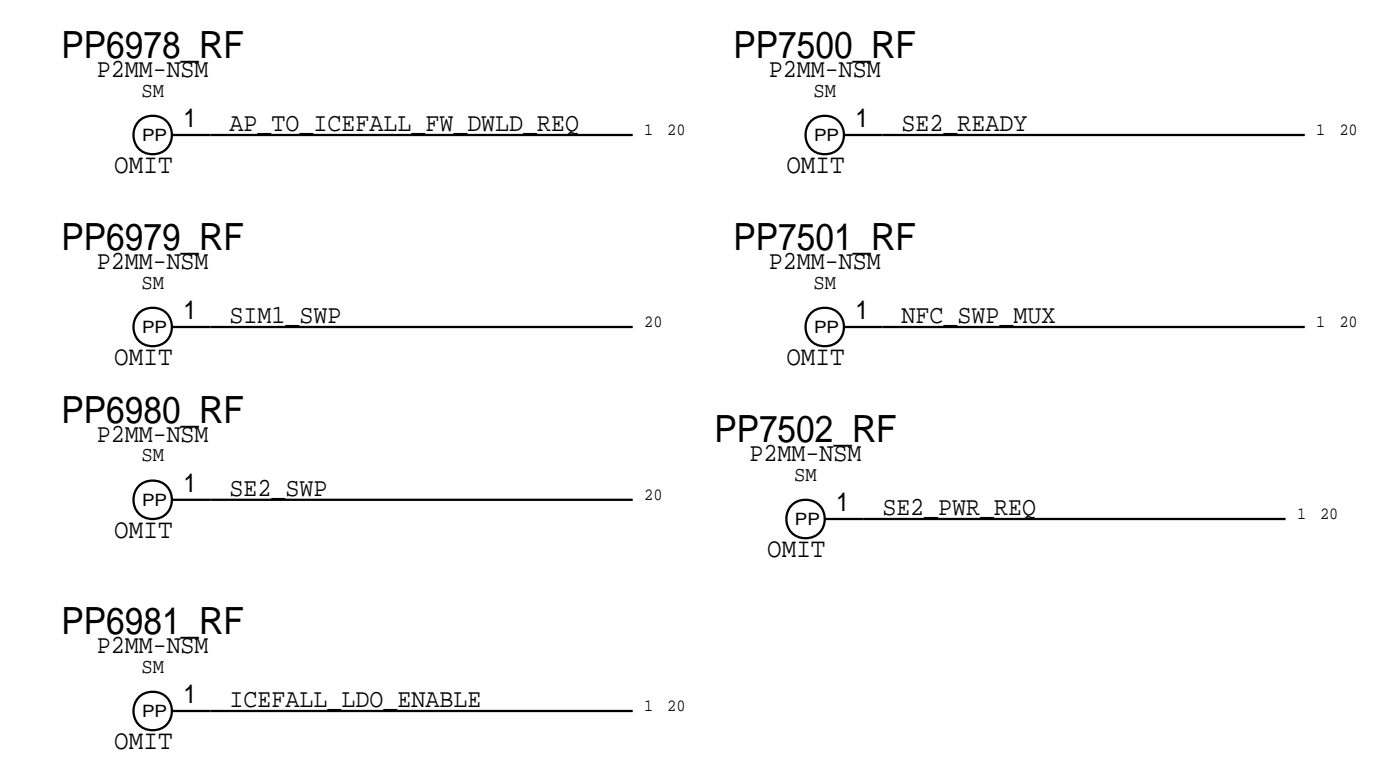 PP6978_RF
P2MM-NSM
SM
PP 1 AP_TO_ICEFALL_FW_DWLD_REQ 1 20
OMIT
PP6979_RF
P2MM-NSM
SM
PP 1 SIM1_SWP 20
OMIT
PP6980_RF
P2MM-NSM
SM
PP 1 SE2_SWP 20
OMIT
PP6981_RF
P2MM-NSM
SM
PP 1 ICEFALL_LDO_ENABLE 1 20
OMIT
PP7500_RF
P2MM-NSM
SM
PP 1 SE2_READY 1 20
OMIT
PP7501_RF
P2MM-NSM
SM
PP 1 NFC_SWP_MUX 1 20
OMIT
PP7502_RF
P2MM-NSM
SM
PP 1 SE2_PWR_REQ 1 20
OMIT